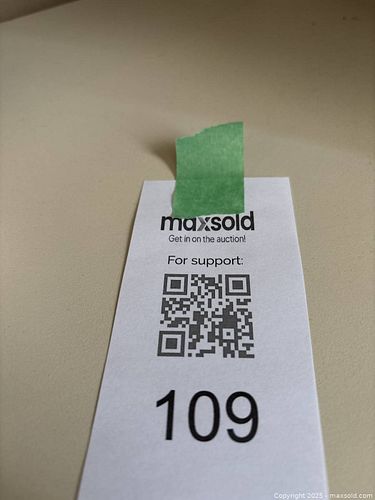 maxsold
Get in on the auction!
For support:
109
Copyright 2025 - maxsold.com